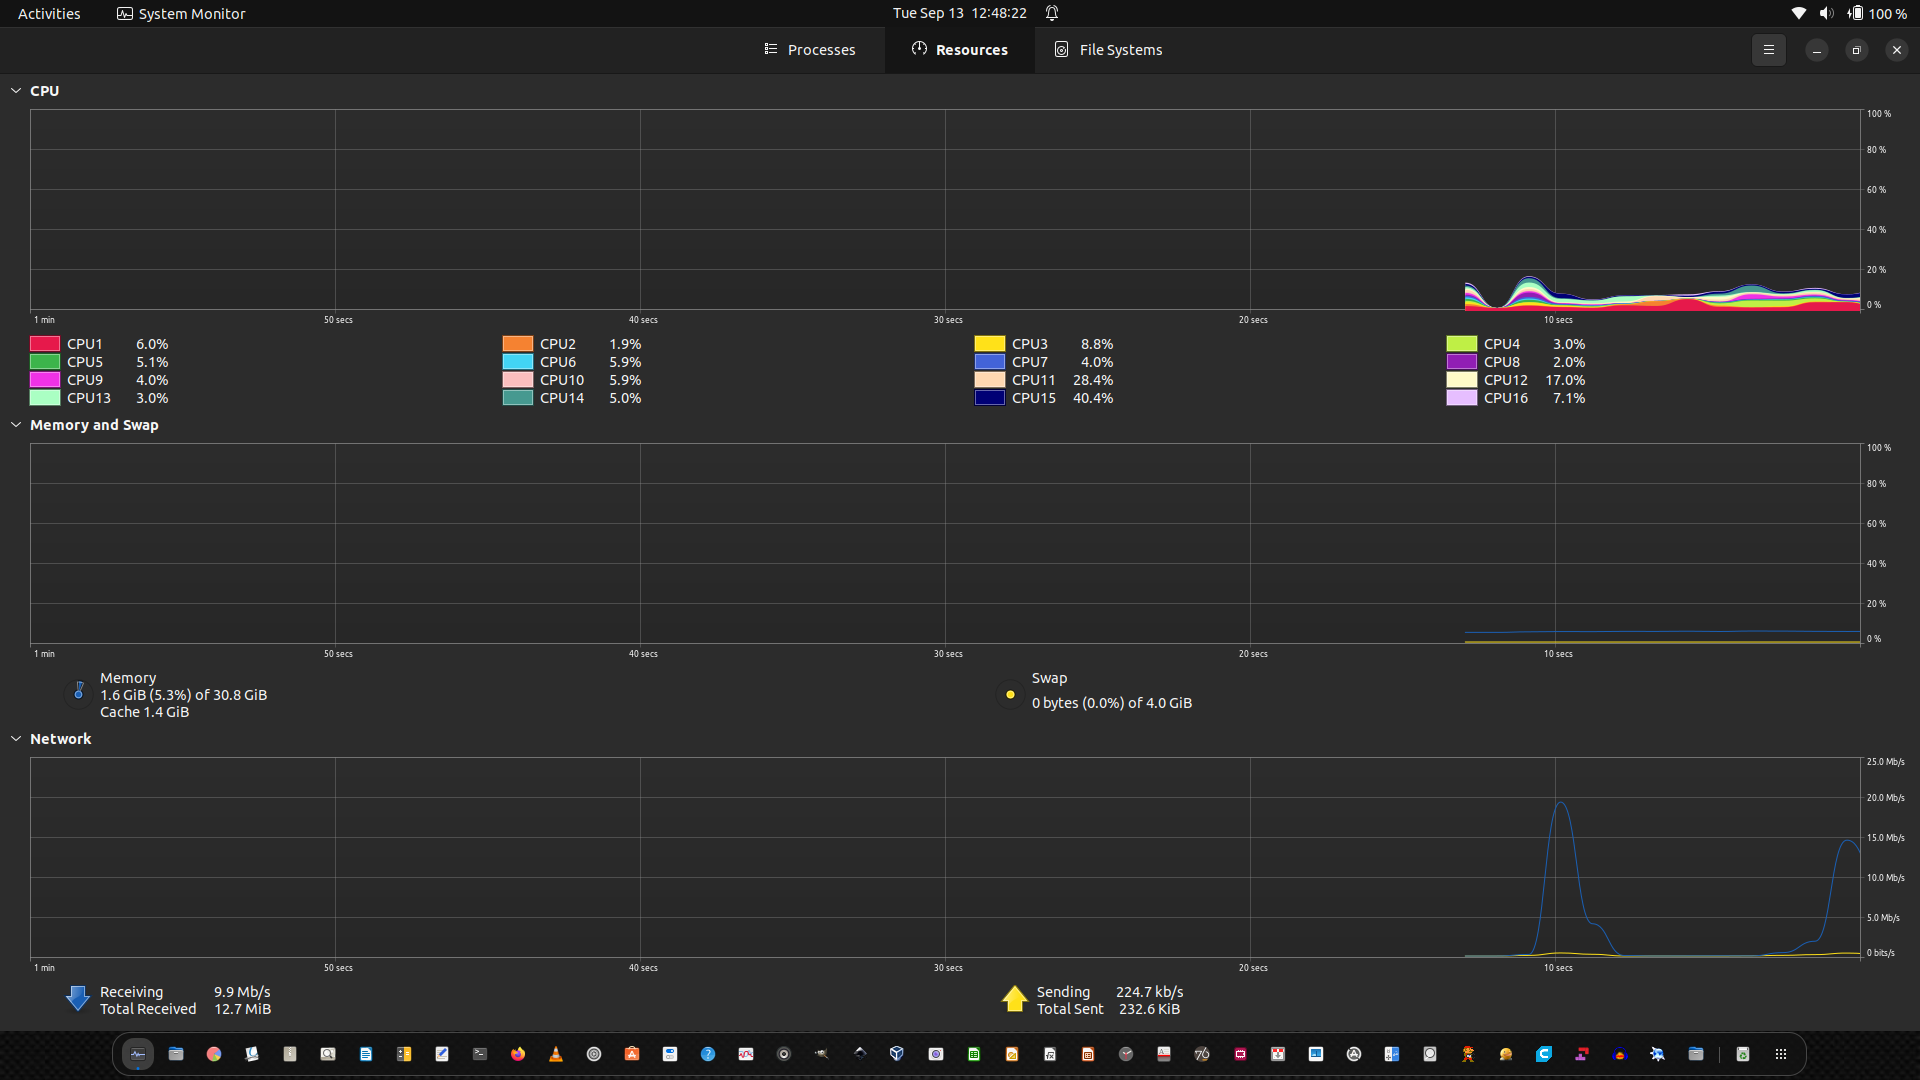 Activities System Monitor Tue Sep 13 12:48:22 100 %
Processes Resources File Systems
CPU
100 %
80 %
60 %
40 %
20 %
0 %
1 min 50 secs 40 secs 30 secs 20 secs 10 secs
CPU1 6.0% CPU2 1.9% CPU3 8.8% CPU4 3.0%
CPU5 5.1% CPU6 5.9% CPU7 4.0% CPU8 2.0%
CPU9 4.0% CPU10 5.9% CPU11 28.4% CPU12 17.0%
CPU13 3.0% CPU14 5.0% CPU15 40.4% CPU16 7.1%
Memory and Swap
100 %
80 %
60 %
40 %
20 %
0 %
1 min 50 secs 40 secs 30 secs 20 secs 10 secs
Memory Swap
1.6 GiB (5.3%) of 30.8 GiB 0 bytes (0.0%) of 4.0 GiB
Cache 1.4 GiB
Network
25.0 Mb/s
20.0 Mb/s
15.0 Mb/s
10.0 Mb/s
5.0 Mb/s
0 bits/s
1 min 50 secs 40 secs 30 secs 20 secs 10 secs
Receiving 9.9 Mb/s Sending 224.7 kb/s
Total Received 12.7 MiB Total Sent 232.6 KiB